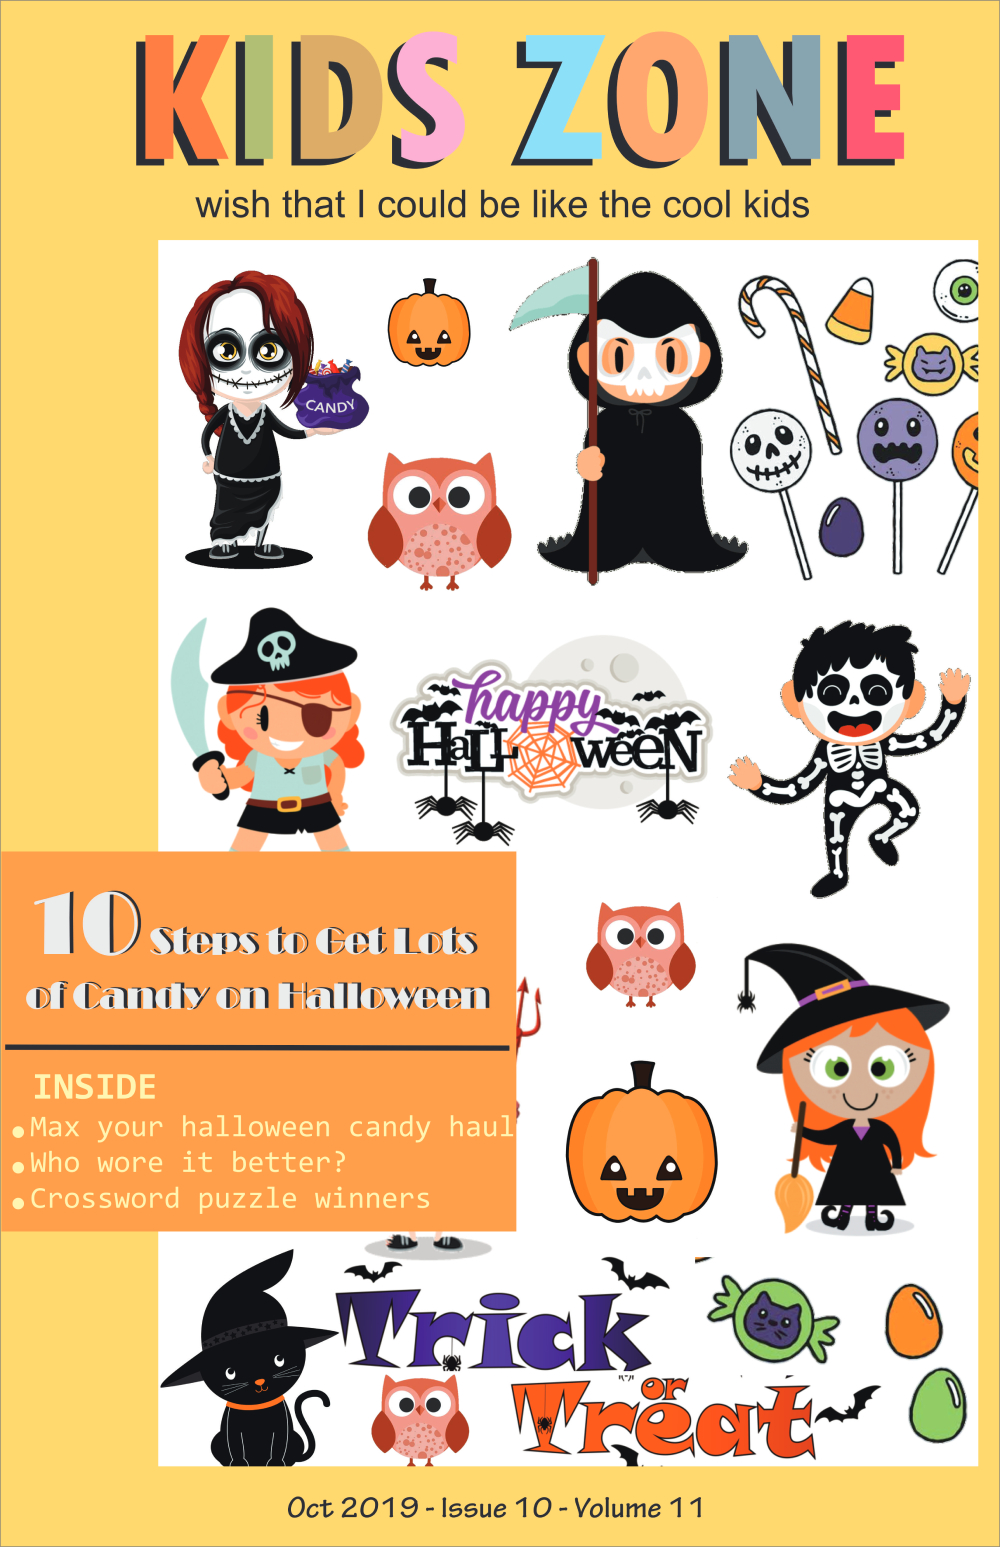 KIDS ZONE
wish that I could be like the cool kids
CANDY
happy
HaLLOweeN
10 Steps to Get Lots
of Candy on Halloween
INSIDE
•Max your halloween candy haul
•Who wore it better?
•Crossword puzzle winners
Trick
or
Treat
Oct 2019 - Issue 10 - Volume 11